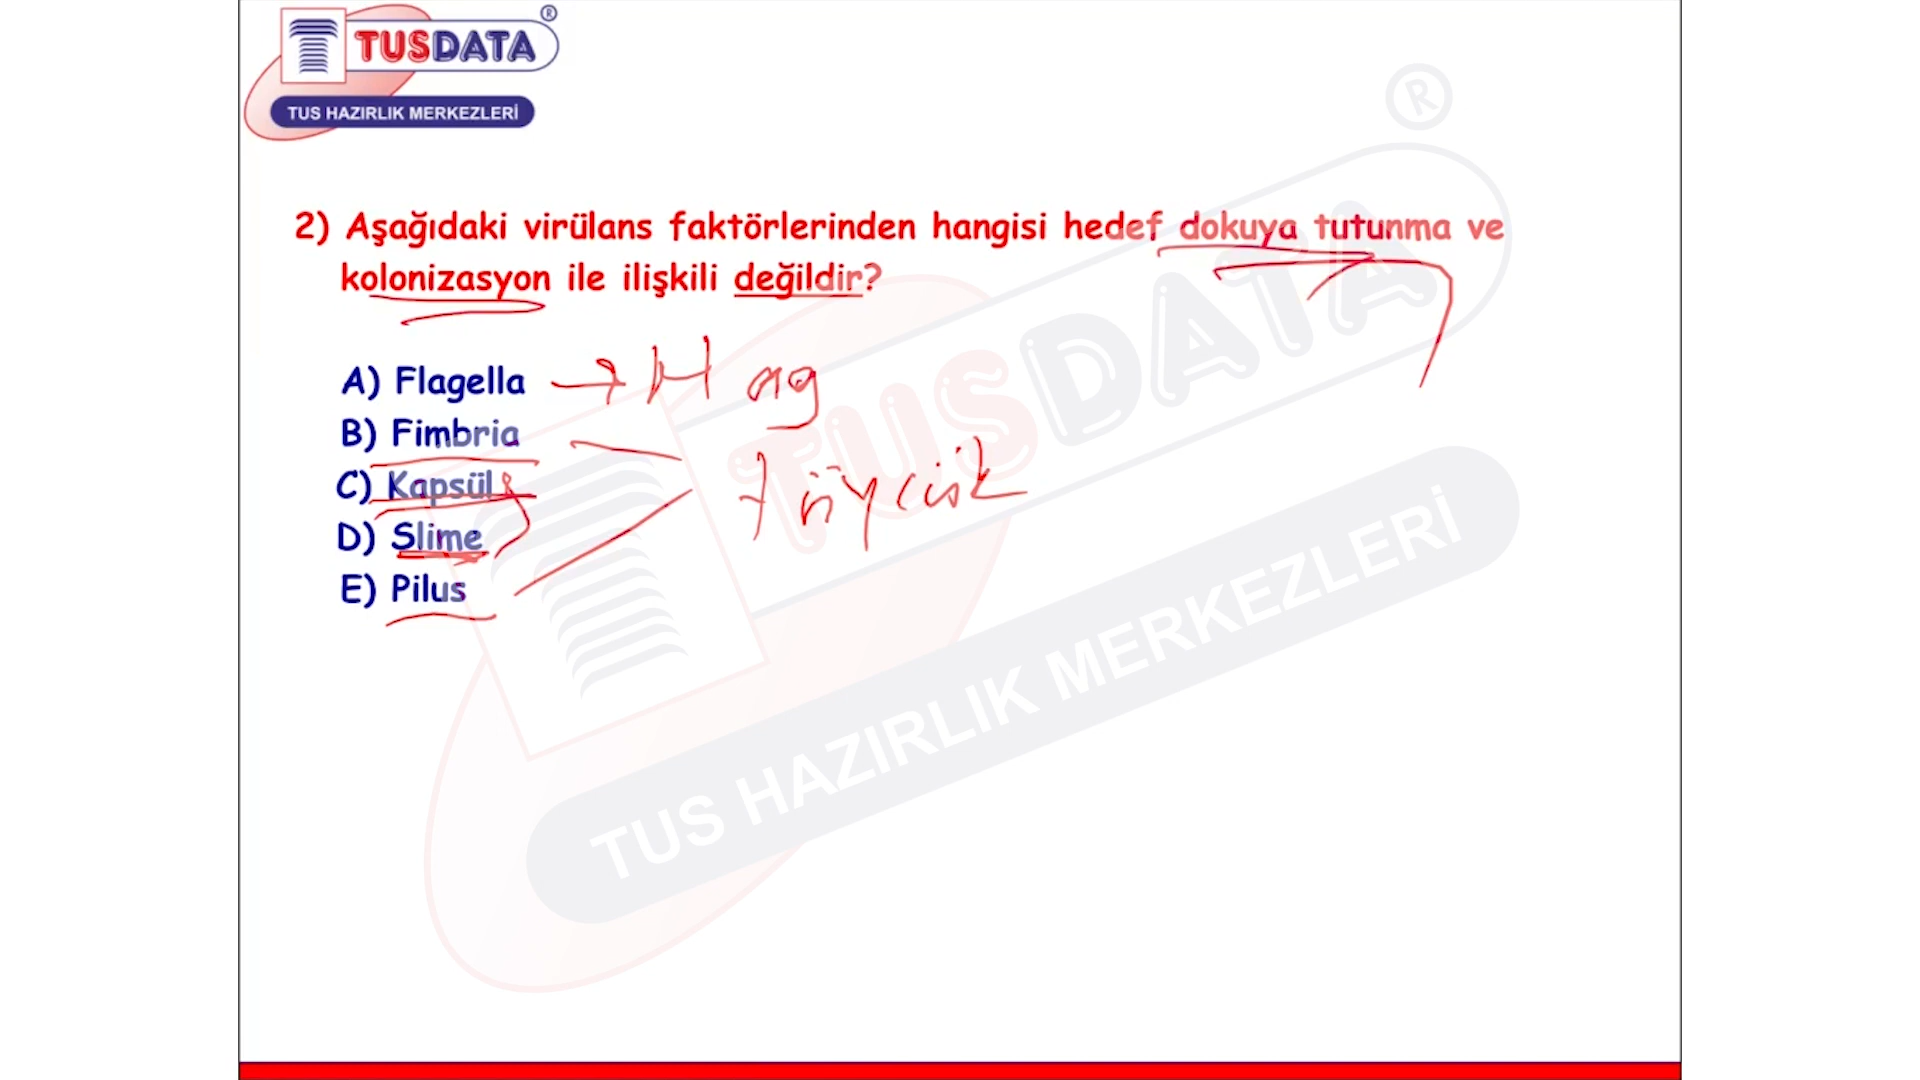 TUSDATA ®
TUS HAZIRLIK MERKEZLERİ
2) Aşağıdaki virülans faktörlerinden hangisi hedef dokuya tutunma ve
kolonizasyon ile ilişkili değildir?
A) Flagella → H ag
B) Fimbria
C) Kapsül
tüycük
D) Slime
E) Pilus
TUSDATA ®
TUS HAZIRLIK MERKEZLERİ